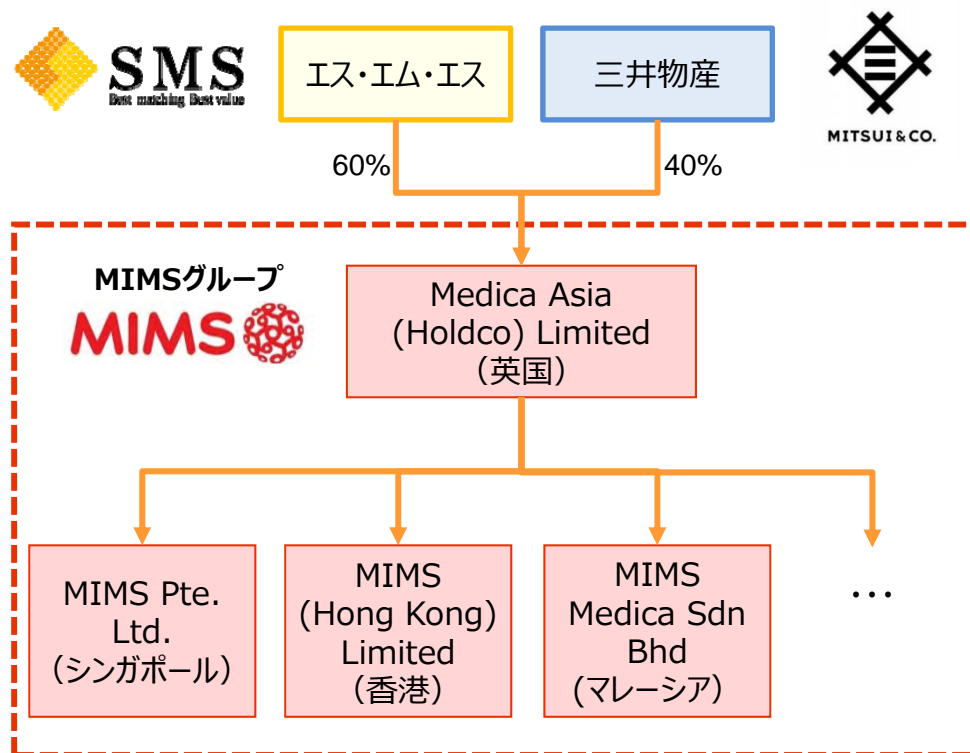 SMS
Best matching Best value
エス・エム・エス
三井物産
MITSUI & CO.
60%
40%
MIMSグループ
MIMS
Medica Asia
(Holdco) Limited
（英国）
MIMS Pte.
Ltd.
（シンガポール）
MIMS
(Hong Kong)
Limited
（香港）
MIMS
Medica Sdn
Bhd
(マレーシア）
…